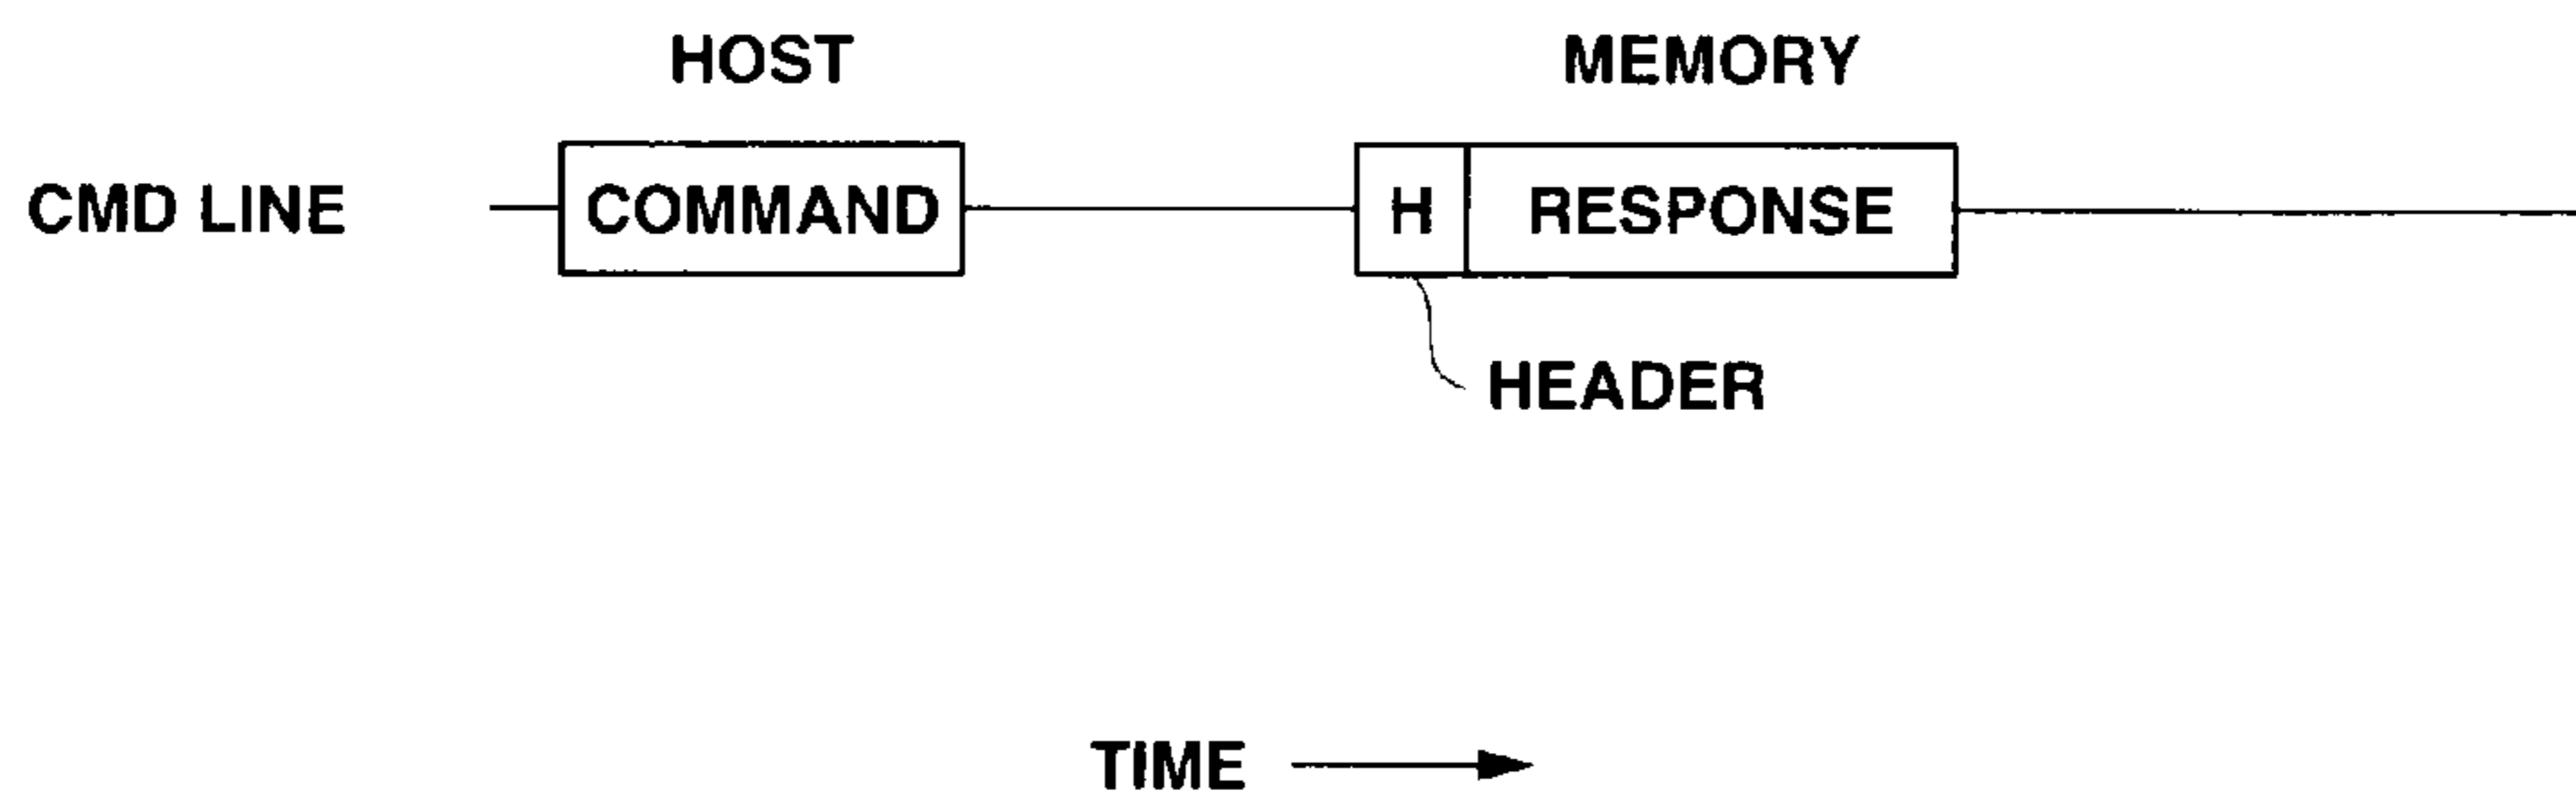 HOST
MEMORY
CMD LINE
COMMAND
H
RESPONSE
HEADER
TIME